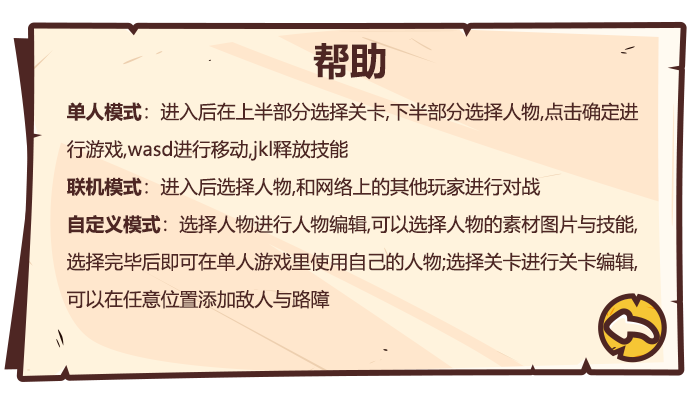 帮助
单人模式：进入后在上半部分选择关卡,下半部分选择人物,点击确定进
行游戏,wasd进行移动,jkl释放技能
联机模式：进入后选择人物,和网络上的其他玩家进行对战
自定义模式：选择人物进行人物编辑,可以选择人物的素材图片与技能,
选择完毕后即可在单人游戏里使用自己的人物;选择关卡进行关卡编辑,
可以在任意位置添加敌人与路障